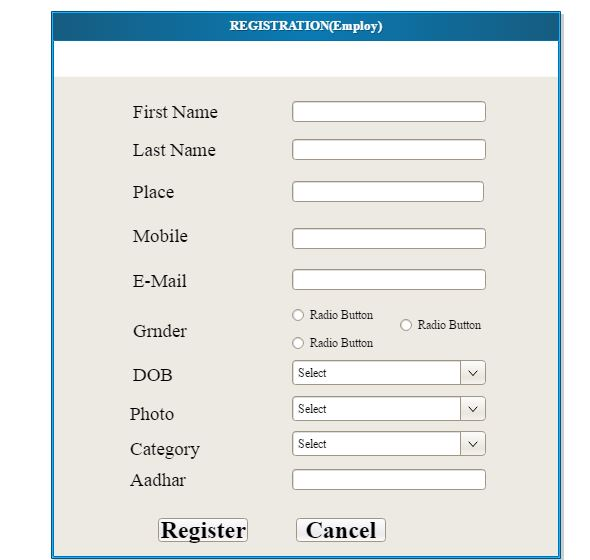 REGISTRATION(Employ)
First Name
Last Name
Place
Mobile
E-Mail
Grnder
Radio Button
Radio Button
Radio Button
DOB
Select
Photo
Select
Category
Select
Aadhar
Register
Cancel